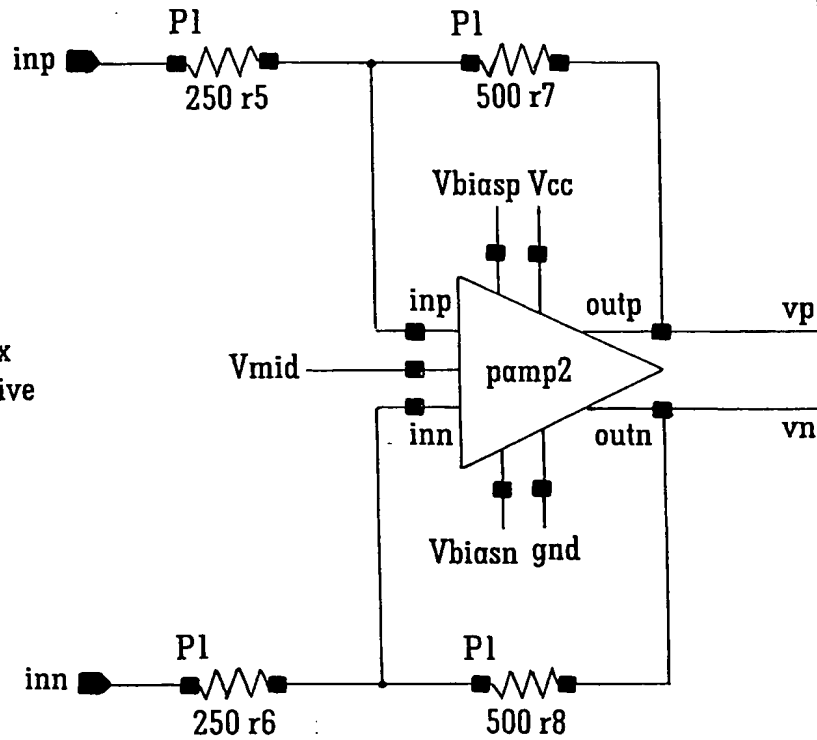 P1
P1
inp
250 r5
500 r7
Vbiasp Vcc
inp
outp
vp
x
Vmid
pamp2
ive
inn
outn
vn
Vbiasn gnd
P1
P1
inn
250 r6
500 r8